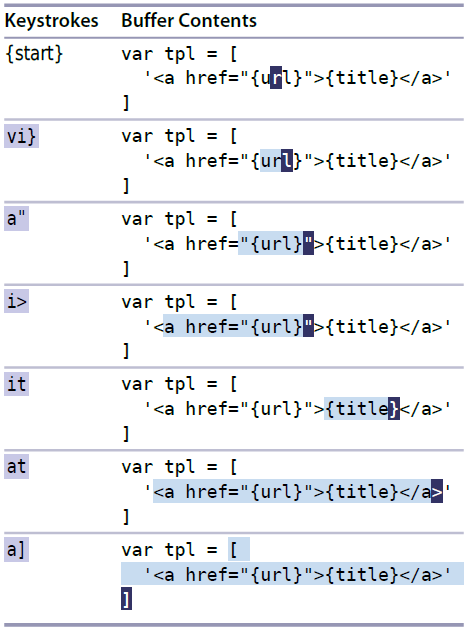 Keystrokes Buffer Contents
{start} var tpl = [
'<a href="{url}">{title}</a>'
]
vi} var tpl = [
'<a href="{url}">{title}</a>'
]
a" var tpl = [
'<a href="{url}">{title}</a>'
]
i> var tpl = [
'<a href="{url}">{title}</a>'
]
it var tpl = [
'<a href="{url}">{title}</a>'
]
at var tpl = [
'<a href="{url}">{title}</a>'
]
a] var tpl = [
'<a href="{url}">{title}</a>'
]